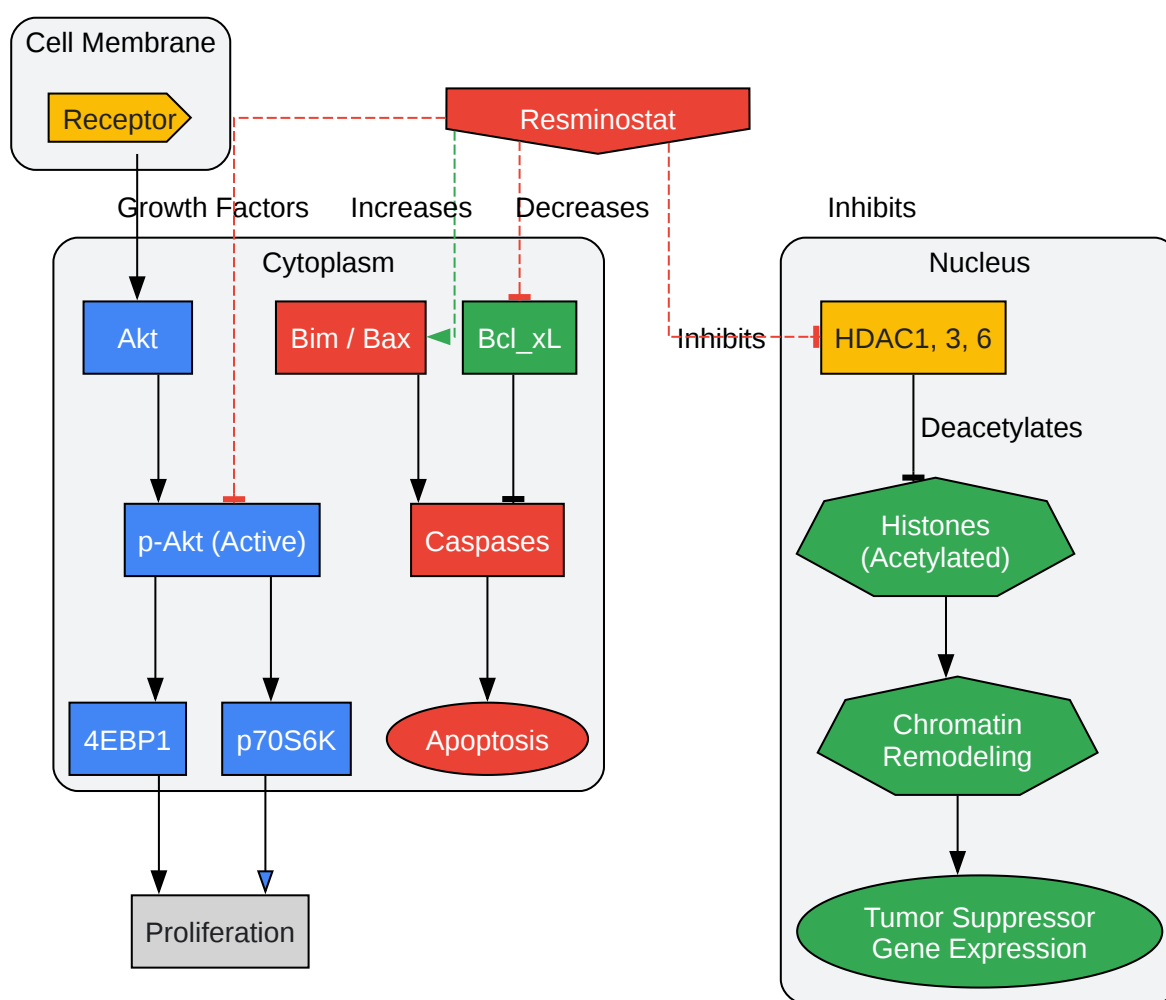 Cell Membrane
Receptor
Resminostat
Growth Factors
Increases
Decreases
Inhibits
Cytoplasm
Nucleus
Akt
Bim / Bax
Bcl_xL
Inhibits
HDAC1, 3, 6
Deacetylates
p-Akt (Active)
Caspases
Histones
(Acetylated)
4EBP1
p70S6K
Apoptosis
Chromatin
Remodeling
Proliferation
Tumor Suppressor
Gene Expression